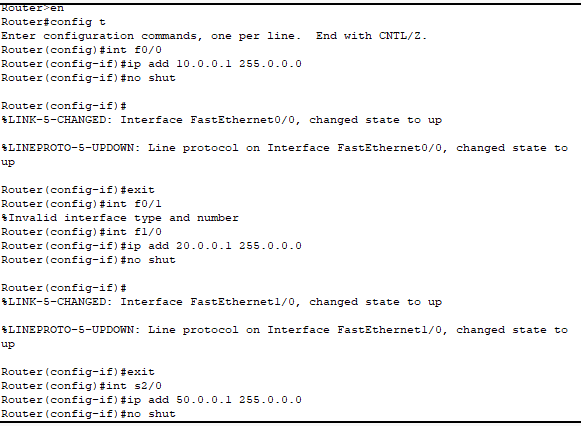 Router>en
Router#config t
Enter configuration commands, one per line.  End with CNTL/Z.
Router(config)#int f0/0
Router(config-if)#ip add 10.0.0.1 255.0.0.0
Router(config-if)#no shut

Router(config-if)#
%LINK-5-CHANGED: Interface FastEthernet0/0, changed state to up

%LINEPROTO-5-UPDOWN: Line protocol on Interface FastEthernet0/0, changed state to
up

Router(config-if)#exit
Router(config)#int f0/1
%Invalid interface type and number
Router(config)#int f1/0
Router(config-if)#ip add 20.0.0.1 255.0.0.0
Router(config-if)#no shut

Router(config-if)#
%LINK-5-CHANGED: Interface FastEthernet1/0, changed state to up

%LINEPROTO-5-UPDOWN: Line protocol on Interface FastEthernet1/0, changed state to
up

Router(config-if)#exit
Router(config)#int s2/0
Router(config-if)#ip add 50.0.0.1 255.0.0.0
Router(config-if)#no shut